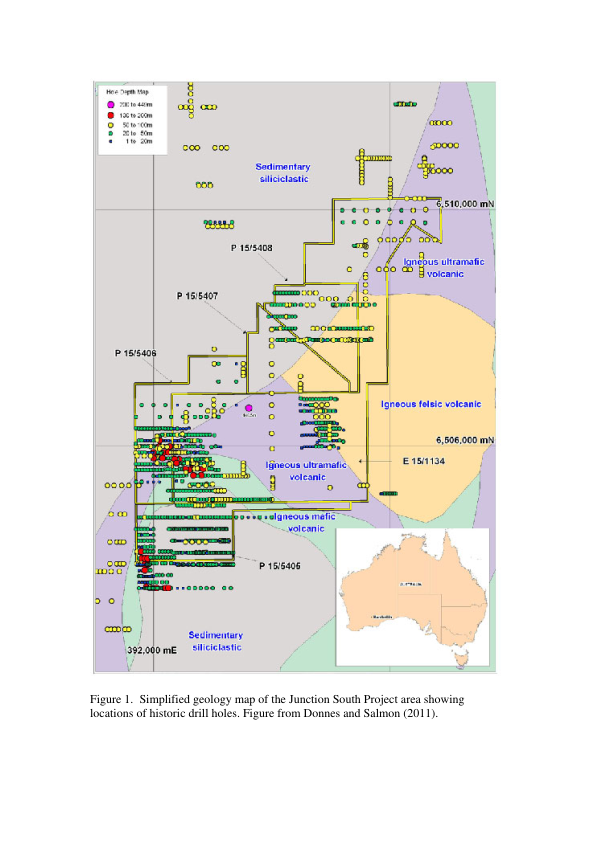 Hole Depth Map
200 to 449m
100 to 200m
50 to 100m
20 to 50m
1 to 20m
Sedimentary
siliciclastic
6,510,000 mN
P 15/5408
Igneous ultramafic
volcanic
P 15/5407
P 15/5406
Igneous felsic volcanic
6,506,000 mN
E 15/1134
Igneous ultramafic
volcanic
Igneous mafic
volcanic
P 15/5405
Sedimentary
siliciclastic
392,000 mE
Figure 1. Simplified geology map of the Junction South Project area showing
locations of historic drill holes. Figure from Donnes and Salmon (2011).